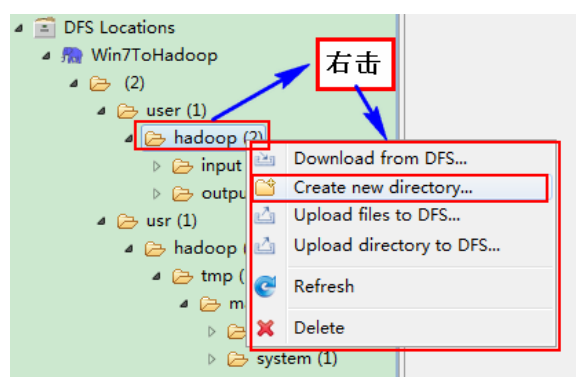 DFS Locations
Win7ToHadoop
右击
(2)
user (1)
hadoop (2)
input
Download from DFS...
Create new directory...
usr (1)
Upload files to DFS...
hadoop
Upload directory to DFS...
tmp (
Refresh
Delete
system (1)